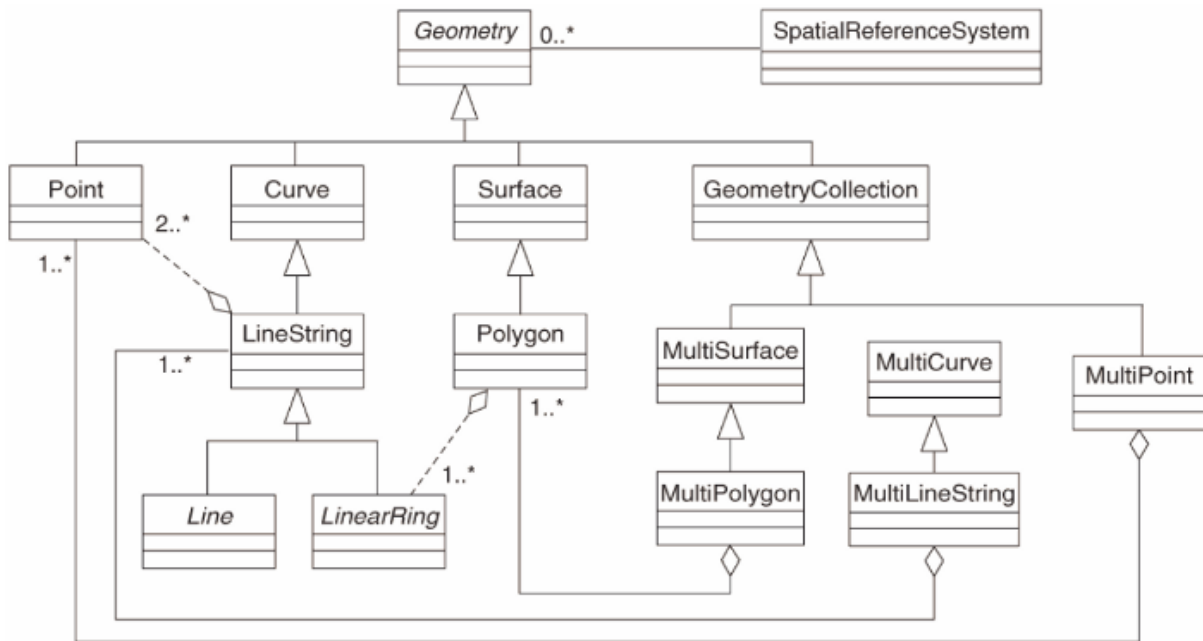 Geometry
0..*
SpatialReferenceSystem
Point
Curve
Surface
GeometryCollection
2..*
1..*
LineString
1..*
Polygon
1..*
MultiSurface
MultiCurve
MultiPoint
1..*
Line
LinearRing
MultiPolygon
MultiLineString